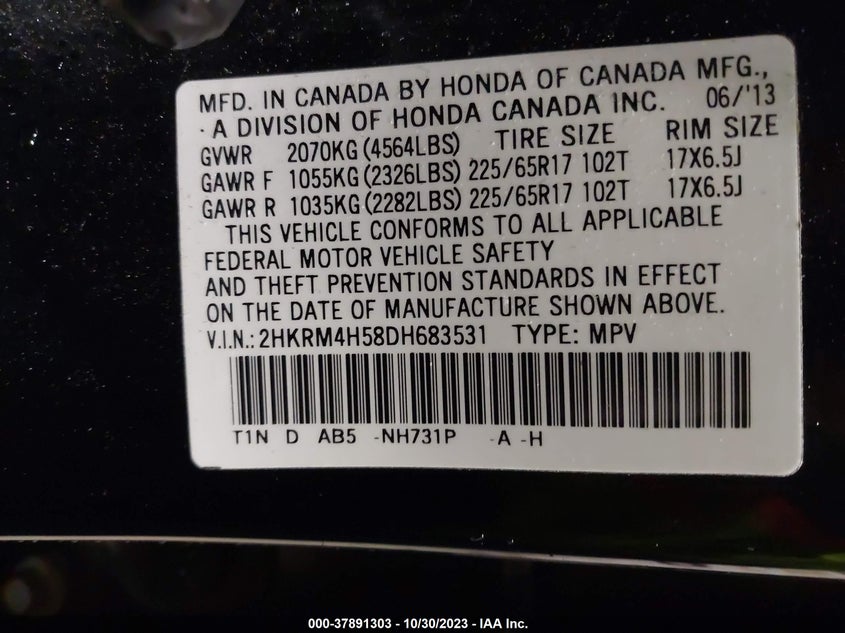 MFD. IN CANADA BY HONDA OF CANADA MFG.,
- A DIVISION OF HONDA CANADA INC. 06/'13
GVWR 2070KG (4564LBS) TIRE SIZE RIM SIZE
GAWR F 1055KG (2326LBS) 225/65R17 102T 17X6.5J
GAWR R 1035KG (2282LBS) 225/65R17 102T 17X6.5J
THIS VEHICLE CONFORMS TO ALL APPLICABLE
FEDERAL MOTOR VEHICLE SAFETY
AND THEFT PREVENTION STANDARDS IN EFFECT
ON THE DATE OF MANUFACTURE SHOWN ABOVE.
V.I.N.: 2HKRM4H58DH683531 TYPE: MPV
T1N D AB5 -NH731P -A -H
000-37891303 - 10/30/2023 - IAA Inc.